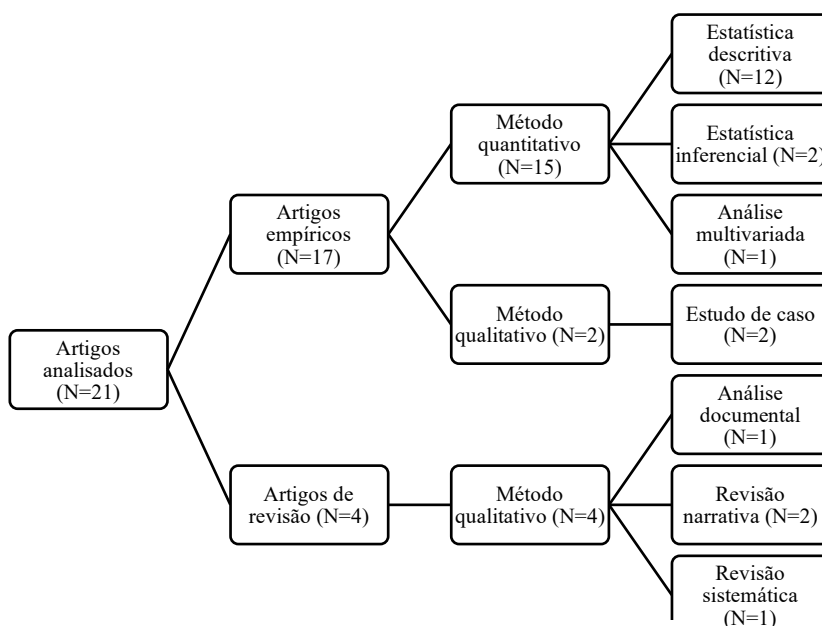 Artigos
analisados
(N=21)
Artigos
empíricos
(N=17)
Método
quantitativo
(N=15)
Estatística
descritiva
(N=12)
Estatística
inferencial (N=2)
Análise
multivariada
(N=1)
Método
qualitativo (N=2)
Estudo de caso
(N=2)
Artigos de
revisão (N=4)
Método
qualitativo (N=4)
Análise
documental
(N=1)
Revisão
narrativa (N=2)
Revisão
sistemática
(N=1)